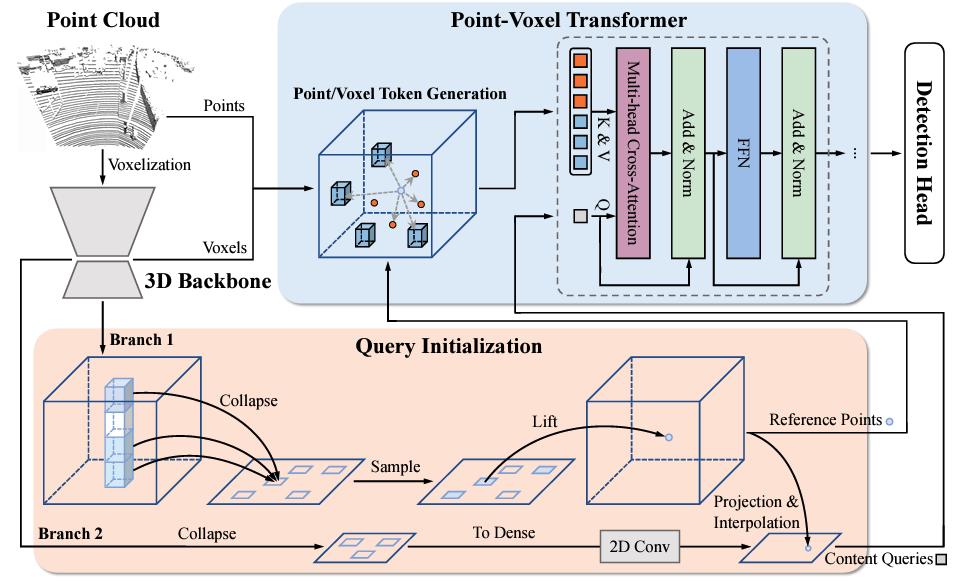 Point Cloud
Point-Voxel Transformer
Points
Point/Voxel Token Generation
K & V
Q
Multi-head Cross-Attention
Add & Norm
FFN
Add & Norm
...
Detection Head
Voxelization
Voxels
3D Backbone
Branch 1
Query Initialization
Collapse
Sample
Lift
Reference Points
Projection &
Interpolation
Branch 2
Collapse
To Dense
2D Conv
Content Queries